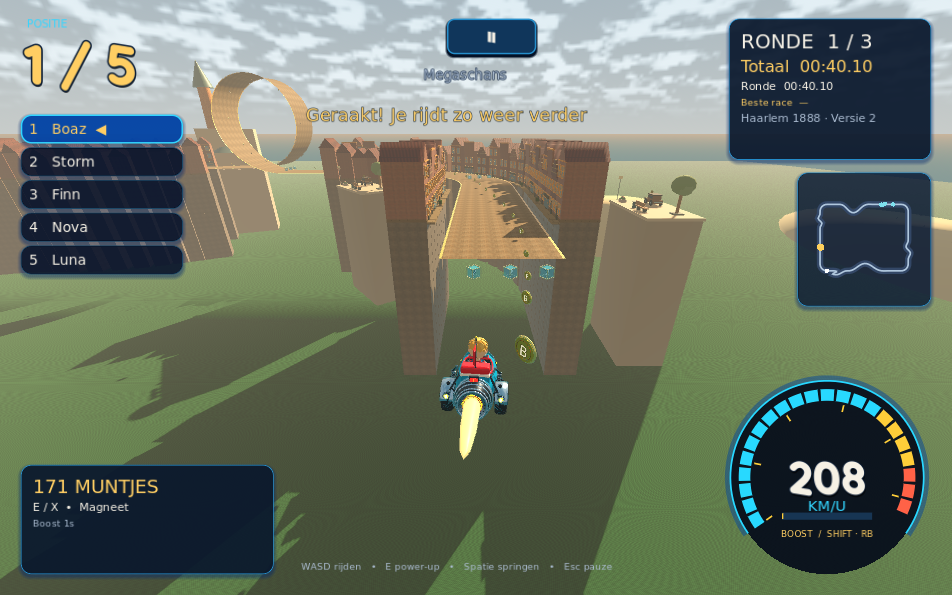 POSITIE
1 / 5
1 Boaz ◀
2 Storm
3 Finn
4 Nova
5 Luna
Megaschans
Geraakt! Je rijdt zo weer verder
RONDE 1 / 3
Totaal 00:40.10
Ronde 00:40.10
Beste race —
Haarlem 1888 · Versie 2
B
171 MUNTJES
E / X • Magneet
Boost 1s
208
KM/U
BOOST / SHIFT · RB
WASD rijden • E power-up • Spatie springen • Esc pauze